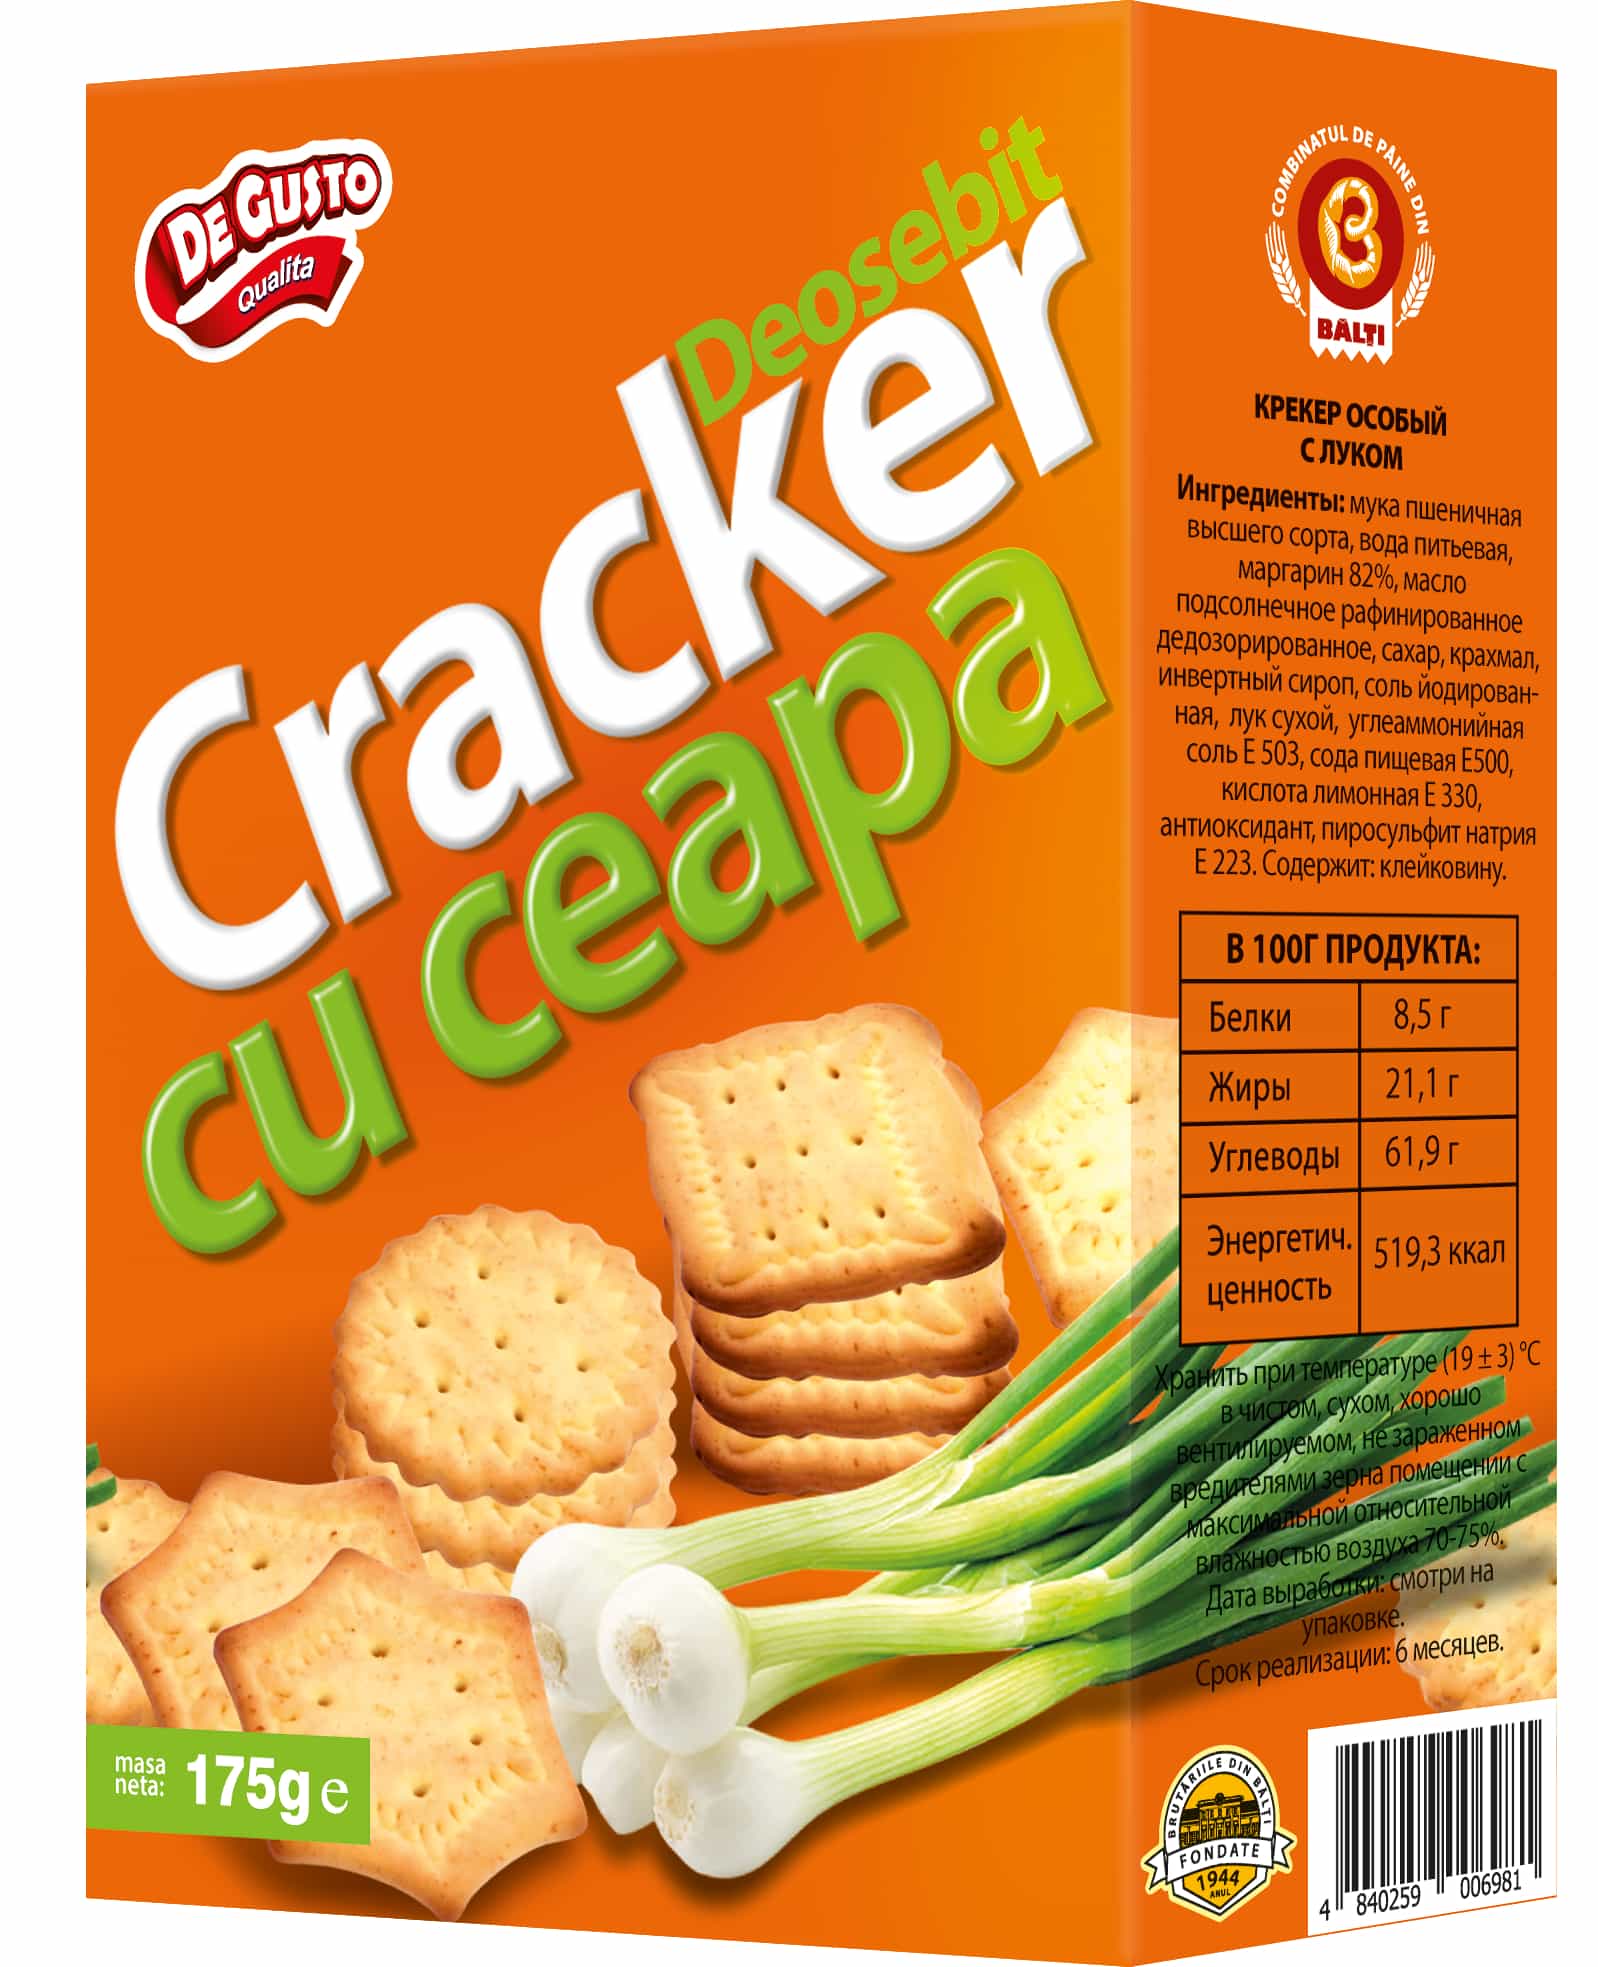 DE GUSTO
Qualita
Deosebit
Cracker
cu ceapa
masa
neta:
175g e
COMBINATUL DE PÂINE DIN
BĂLŢI
КРЕКЕР ОСОБЫЙ
С ЛУКОМ
Ингредиенты: мука пшеничная
высшего сорта, вода питьевая,
маргарин 82%, масло
подсолнечное рафинированное
дедозорированное, сахар, крахмал,
инвертный сироп, соль йодирован-
ная, лук сухой, углеаммонийная
соль Е 503, сода пищевая Е500,
кислота лимонная Е 330,
антиоксидант, пиросульфит натрия
Е 223. Содержит: клейковину.
В 100Г ПРОДУКТА:
Белки 8,5 г
Жиры 21,1 г
Углеводы 61,9 г
Энергетич.
ценность 519,3 ккал
Хранить при температуре (19 ± 3) °C
в чистом, сухом, хорошо
вентилируемом, не зараженном
вредителями зерна помещении с
максимальной относительной
влажностью воздуха 70-75%.
Дата выработки: смотри на
упаковке.
Срок реализации: 6 месяцев.
BRUTĂRIILE DIN BĂLŢI
FONDATE
1944
ANUL
4 840259 006981